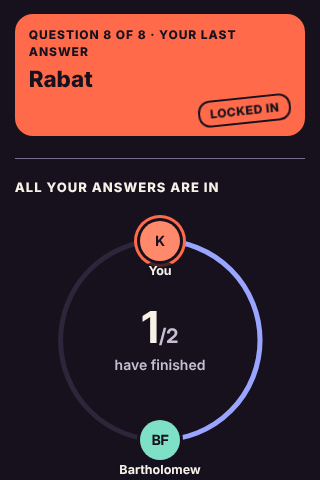 QUESTION 8 OF 8 · YOUR LAST
ANSWER
Rabat
LOCKED IN
ALL YOUR ANSWERS ARE IN
K
You
1/2
have finished
BF
Bartholomew